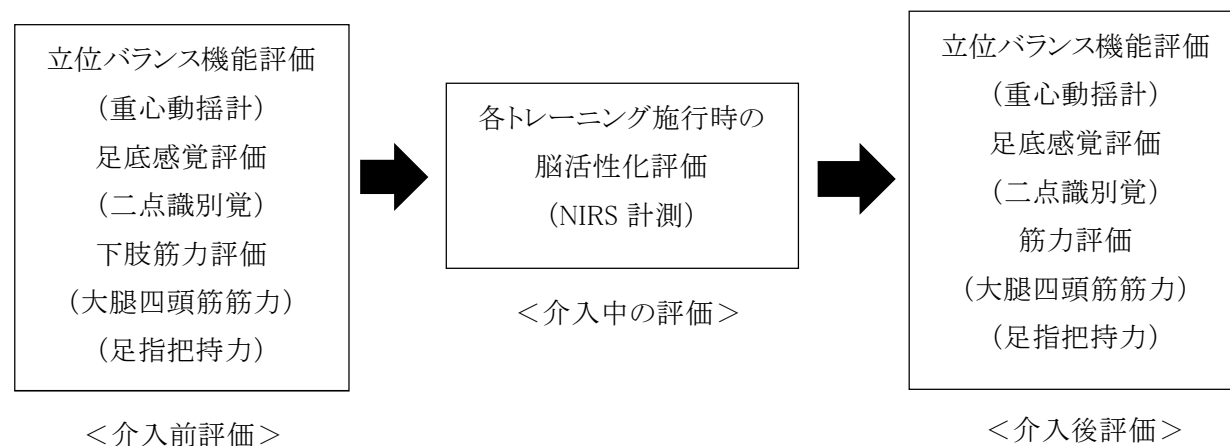 立位バランス機能評価
(重心動揺計)
足底感覚評価
(二点識別覚)
下肢筋力評価
(大腿四頭筋筋力)
(足指把持力)
＜介入前評価＞
各トレーニング施行時の
脳活性化評価
(NIRS 計測)
＜介入中の評価＞
立位バランス機能評価
(重心動揺計)
足底感覚評価
(二点識別覚)
筋力評価
(大腿四頭筋筋力)
(足指把持力)
＜介入後評価＞